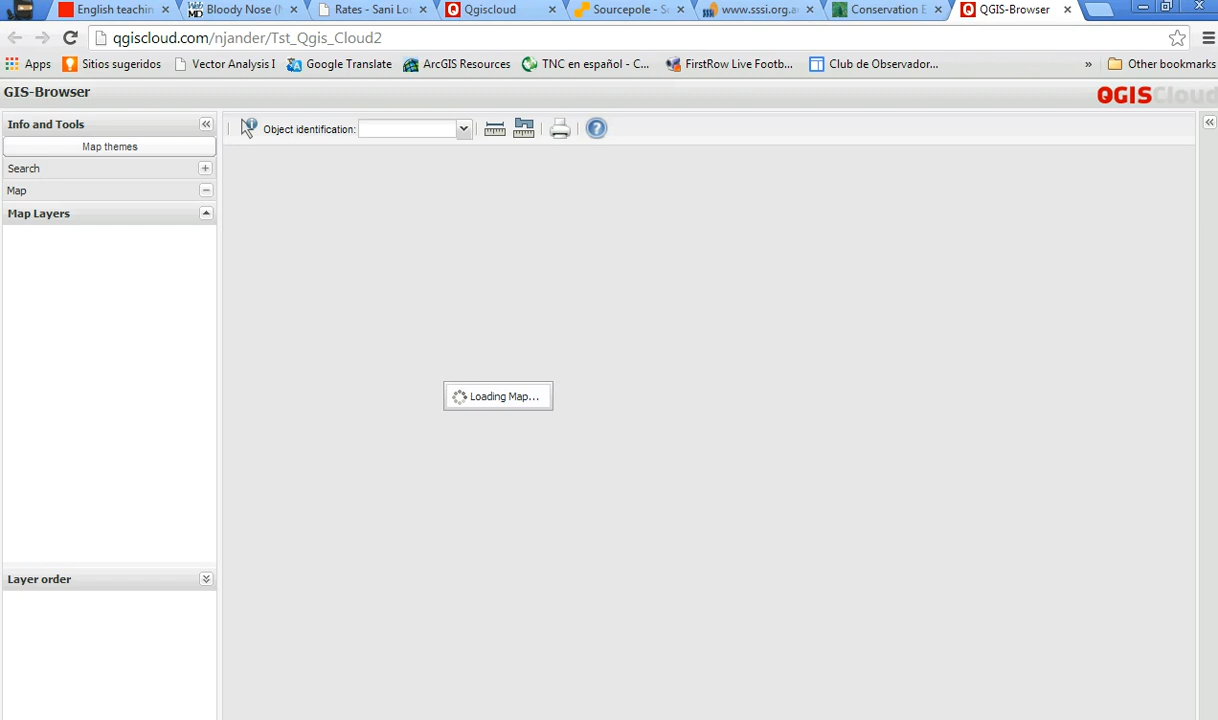 English teachin
Bloody Nose (N
Rates - Sani Lo
Qgiscloud
Sourcepole - S
www.sssi.org.a
Conservation E
QGIS-Browser
qgiscloud.com/njander/Tst_Qgis_Cloud2
Apps
Sitios sugeridos
Vector Analysis I
Google Translate
ArcGIS Resources
TNC en español - C...
FirstRow Live Footb...
Club de Observador...
»
Other bookmarks
GIS-Browser
QGISCloud
Info and Tools
Object identification:
Map themes
Search
Map
Map Layers
Loading Map...
Layer order